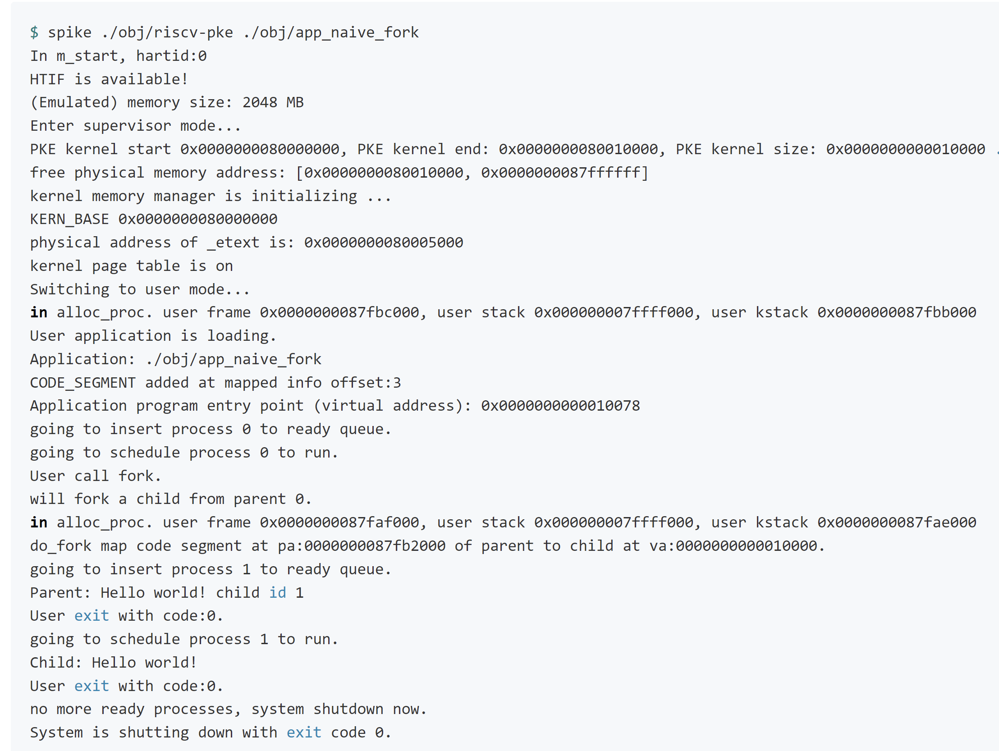 $ spike ./obj/riscv-pke ./obj/app_naive_fork
In m_start, hartid:0
HTIF is available!
(Emulated) memory size: 2048 MB
Enter supervisor mode...
PKE kernel start 0x0000000080000000, PKE kernel end: 0x0000000080010000, PKE kernel size: 0x0000000000010000 .
free physical memory address: [0x0000000080010000, 0x0000000087ffffff]
kernel memory manager is initializing ...
KERN_BASE 0x0000000080000000
physical address of _etext is: 0x0000000080005000
kernel page table is on
Switching to user mode...
in alloc_proc. user frame 0x0000000087fbc000, user stack 0x000000007ffff000, user kstack 0x0000000087fbb000
User application is loading.
Application: ./obj/app_naive_fork
CODE_SEGMENT added at mapped info offset:3
Application program entry point (virtual address): 0x0000000000010078
going to insert process 0 to ready queue.
going to schedule process 0 to run.
User call fork.
will fork a child from parent 0.
in alloc_proc. user frame 0x0000000087faf000, user stack 0x000000007ffff000, user kstack 0x0000000087fae000
do_fork map code segment at pa:0000000087fb2000 of parent to child at va:0000000000010000.
going to insert process 1 to ready queue.
Parent: Hello world! child id 1
User exit with code:0.
going to schedule process 1 to run.
Child: Hello world!
User exit with code:0.
no more ready processes, system shutdown now.
System is shutting down with exit code 0.